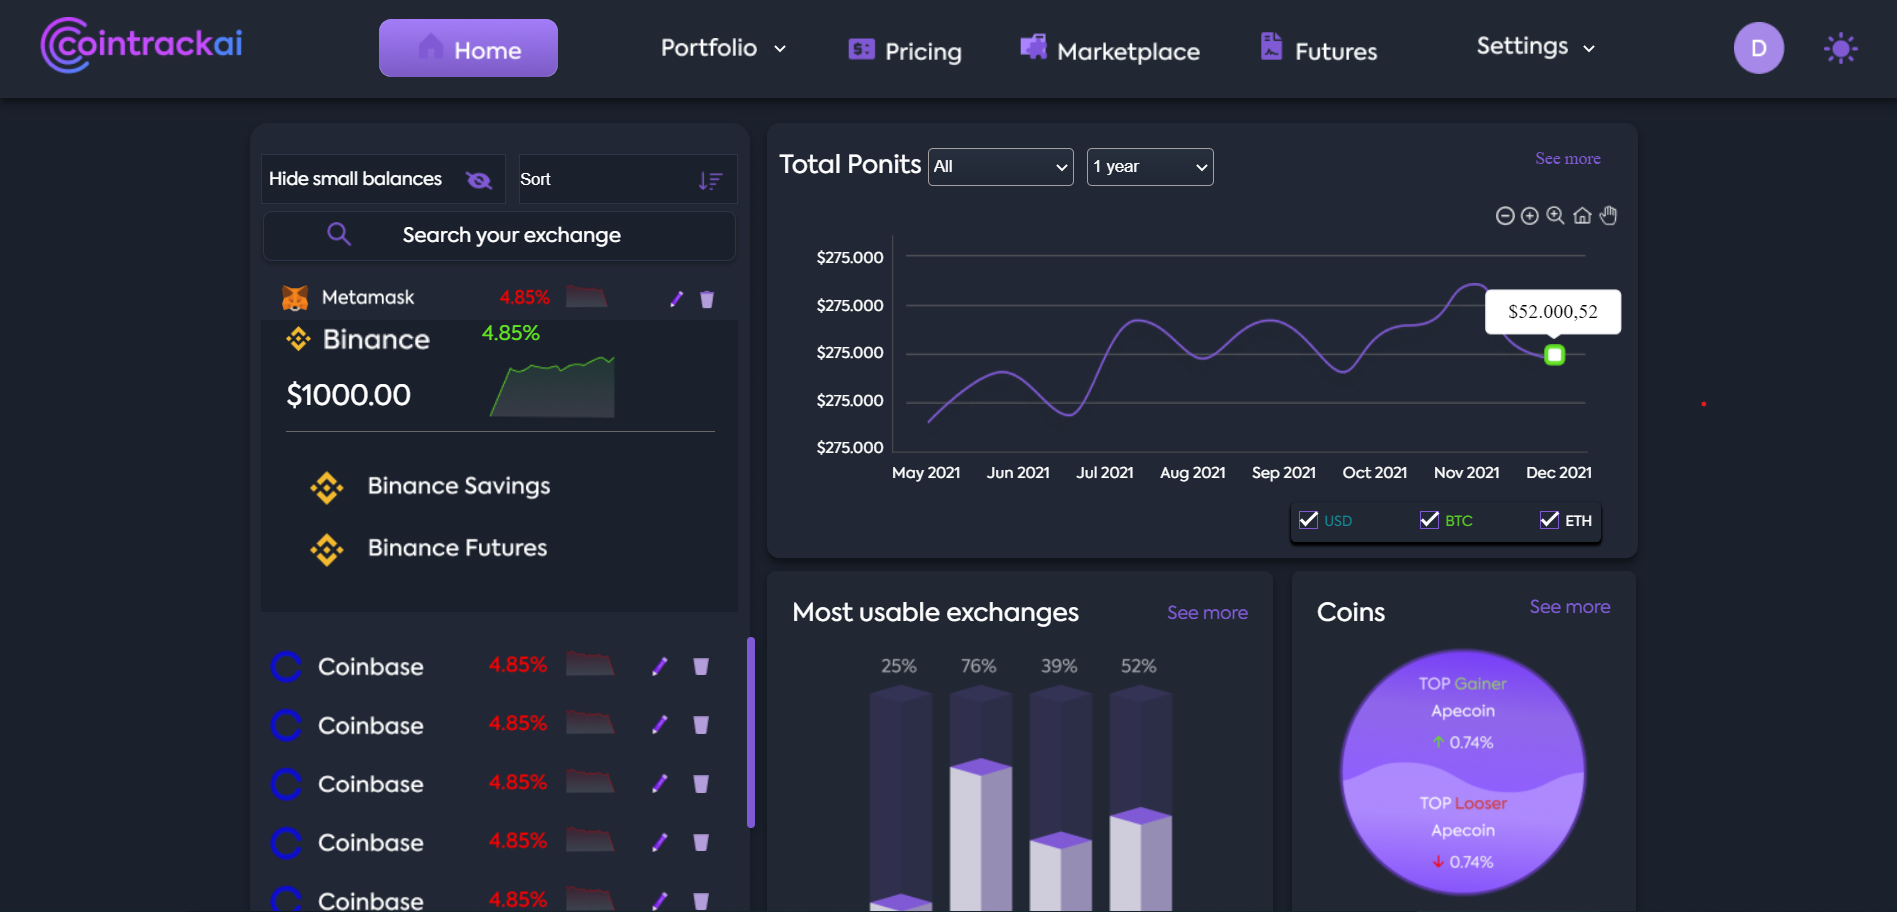 Cointrackai
Home
Portfolio
Pricing
Marketplace
Futures
Settings
D
Hide small balances
Sort
Search your exchange
Metamask 4.85%
Binance 4.85%
$1000.00
Binance Savings
Binance Futures
Coinbase 4.85%
Coinbase 4.85%
Coinbase 4.85%
Coinbase 4.85%
Coinbase 4.85%
Total Ponits All 1 year See more
$275.000
$275.000
$52.000,52
$275.000
$275.000
$275.000
May 2021 Jun 2021 Jul 2021 Aug 2021 Sep 2021 Oct 2021 Nov 2021 Dec 2021
USD BTC ETH
Most usable exchanges See more
25% 76% 39% 52%
Coins See more
TOP Gainer
Apecoin
0.74%
TOP Looser
Apecoin
0.74%